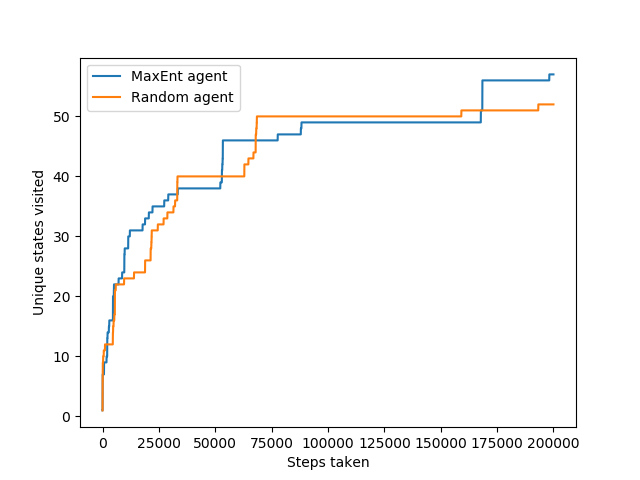 MaxEnt agent
Random agent
Unique states visited
50
40
30
20
10
0
0 25000 50000 75000 100000 125000 150000 175000 200000
Steps taken